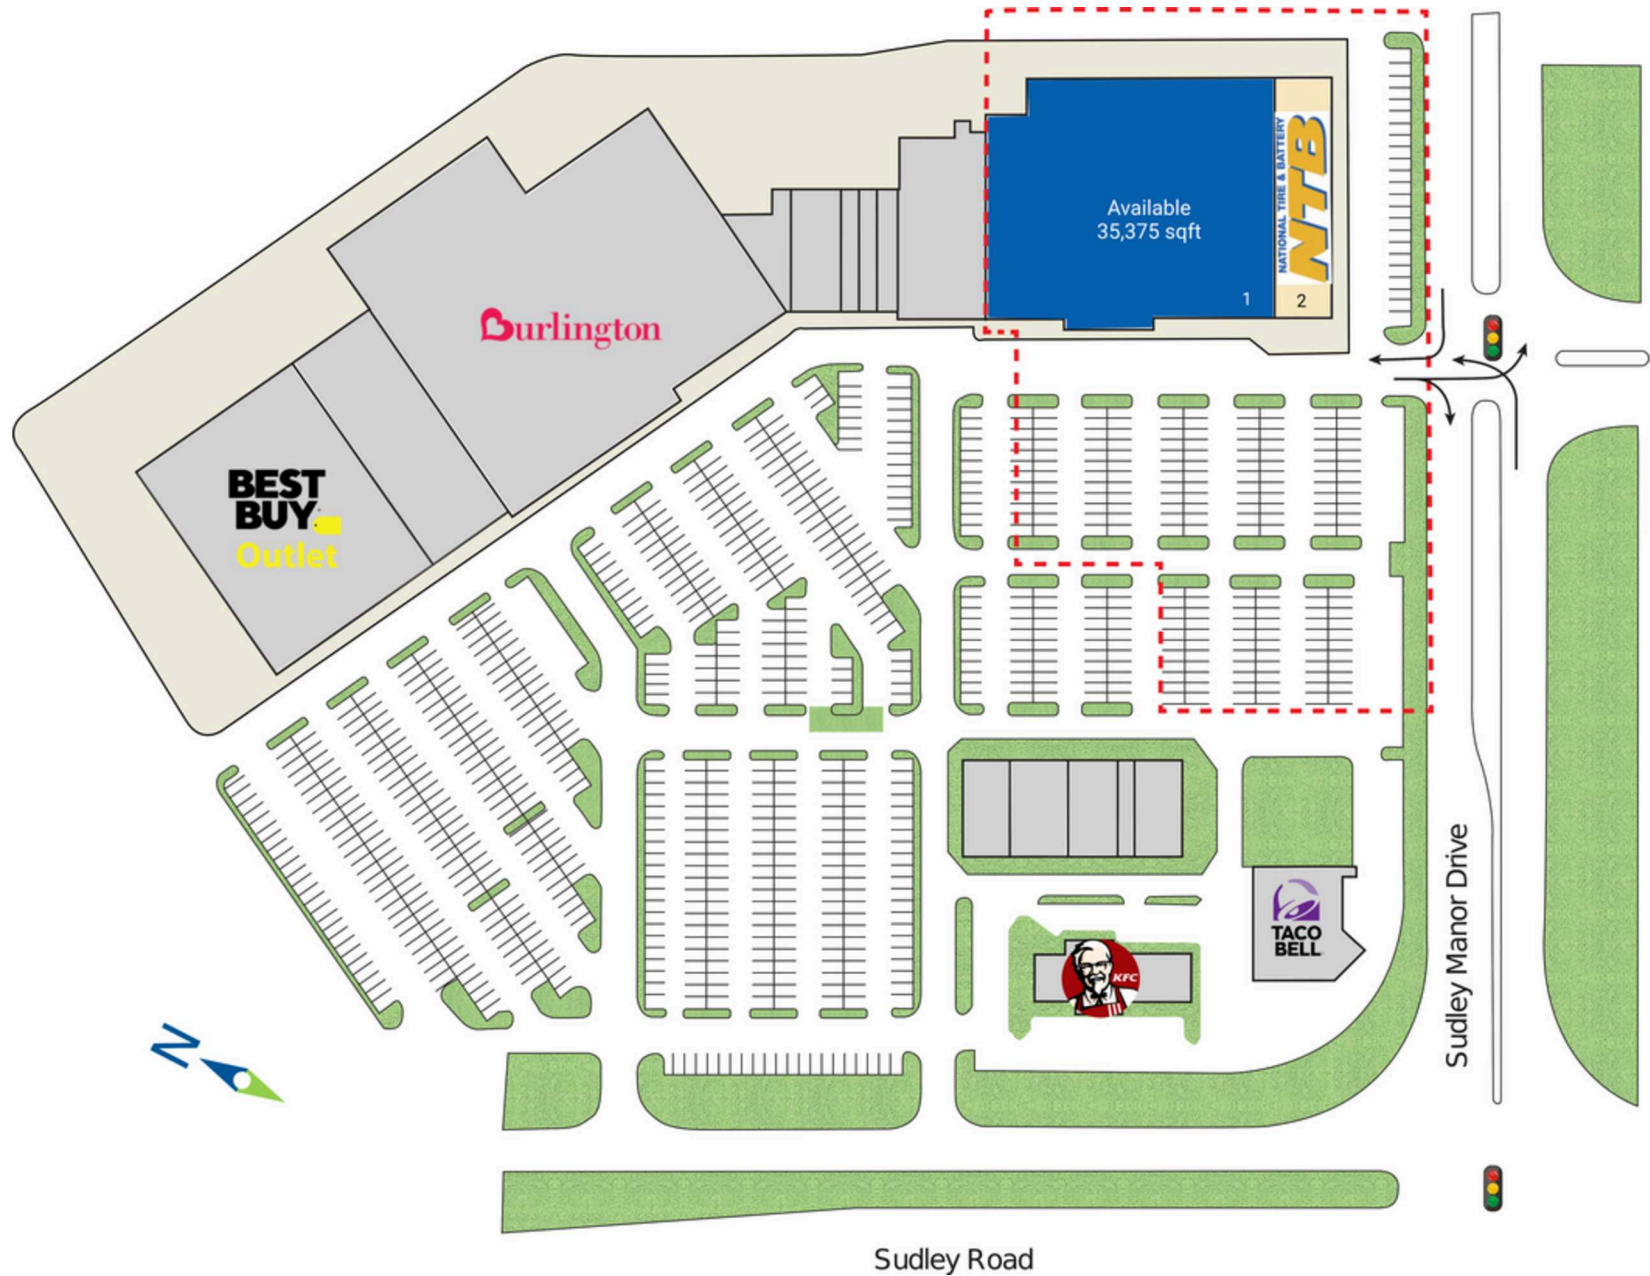 Available
35,375 sqft
1
NATIONAL TIRE & BATTERY
NTB
2
Burlington
BEST
BUY
Outlet
TACO
BELL
KFC
N
Sudley Manor Drive
Sudley Road